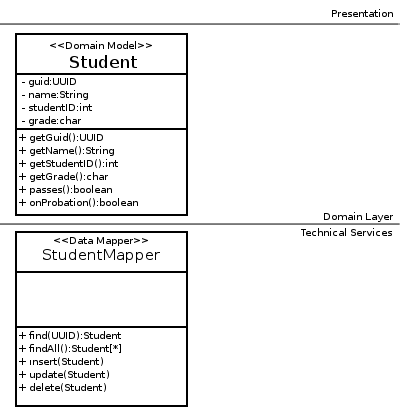 Presentation
<<Domain Model>>
Student
- guid:UUID
- name:String
- studentID:int
- grade:char
+ getGuid():UUID
+ getName():String
+ getStudentID():int
+ getGrade():char
+ passes():boolean
+ onProbation():boolean
Domain Layer
Technical Services
<<Data Mapper>>
StudentMapper
+ find(UUID):Student
+ findAll():Student[*]
+ insert(Student)
+ update(Student)
+ delete(Student)